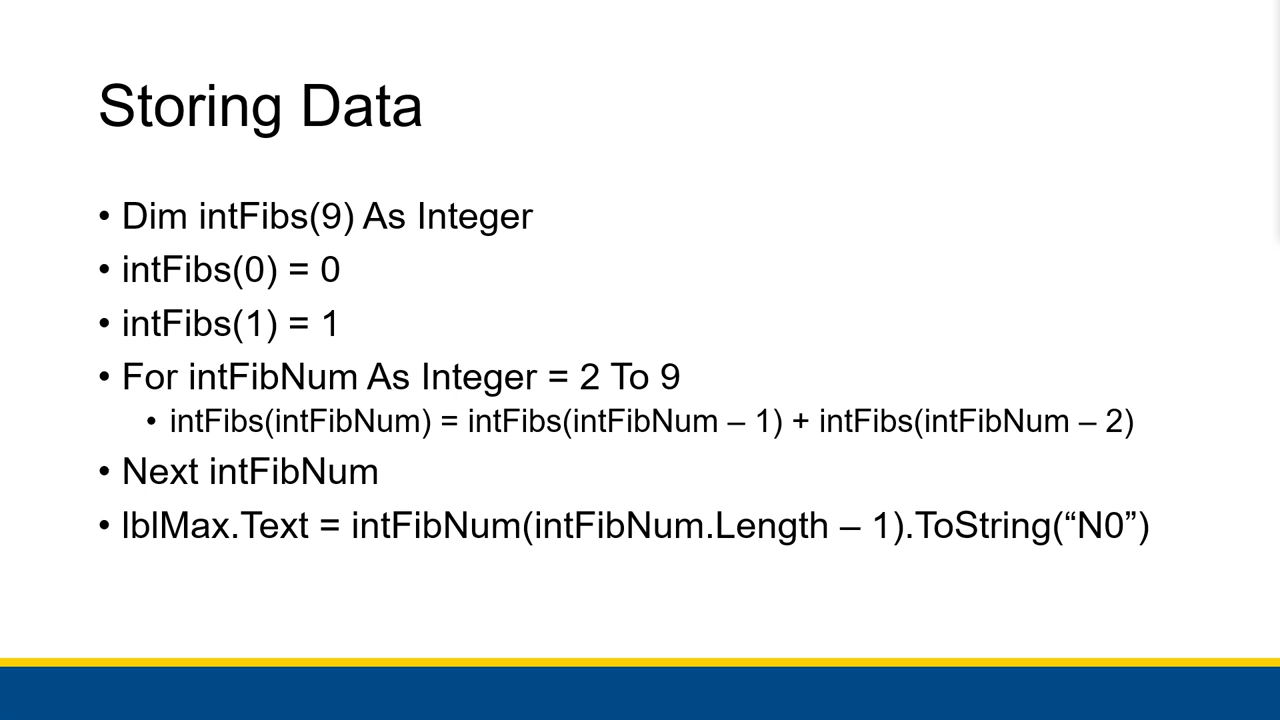 Storing Data
• Dim intFibs(9) As Integer
• intFibs(0) = 0
• intFibs(1) = 1
• For intFibNum As Integer = 2 To 9
• intFibs(intFibNum) = intFibs(intFibNum – 1) + intFibs(intFibNum – 2)
• Next intFibNum
• lblMax.Text = intFibNum(intFibNum.Length – 1).ToString(“N0”)